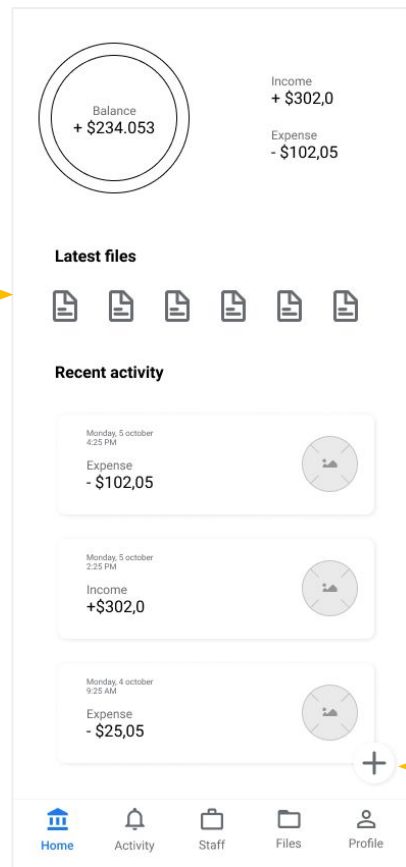 Balance
+ $234.053
Income
+ $302,0
Expense
- $102,05
Latest files
Recent activity
Monday, 5 october
4:25 PM
Expense
- $102,05
Monday, 5 october
2:25 PM
Income
+$302,0
Monday, 4 october
9:25 AM
Expense
- $25,05
Home
Activity
Staff
Files
Profile